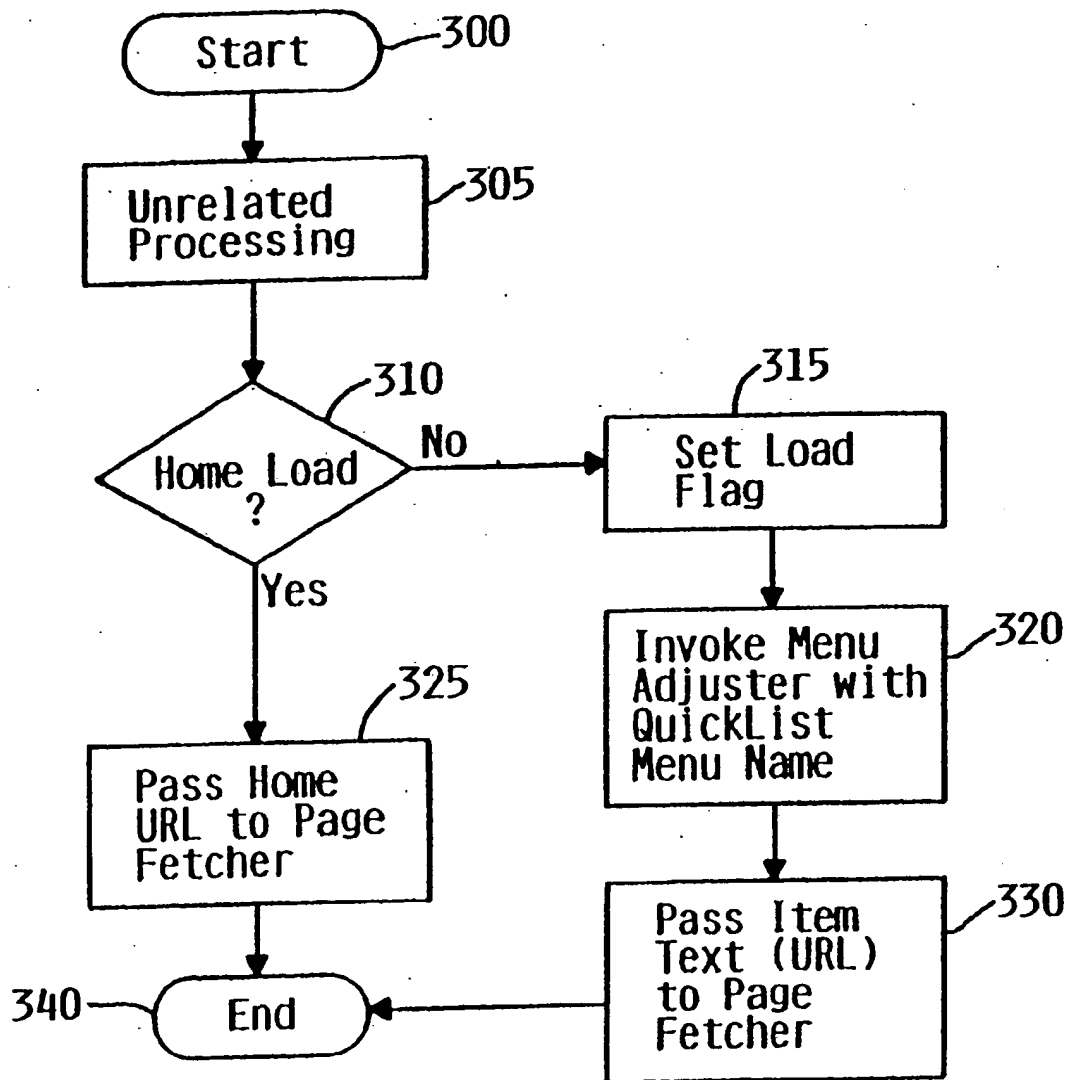 Start
300
Unrelated
Processing
305
Home Load
?
310
No
Yes
Set Load
Flag
315
Invoke Menu
Adjuster with
QuickList
Menu Name
320
Pass Home
URL to Page
Fetcher
325
Pass Item
Text (URL)
to Page
Fetcher
330
End
340